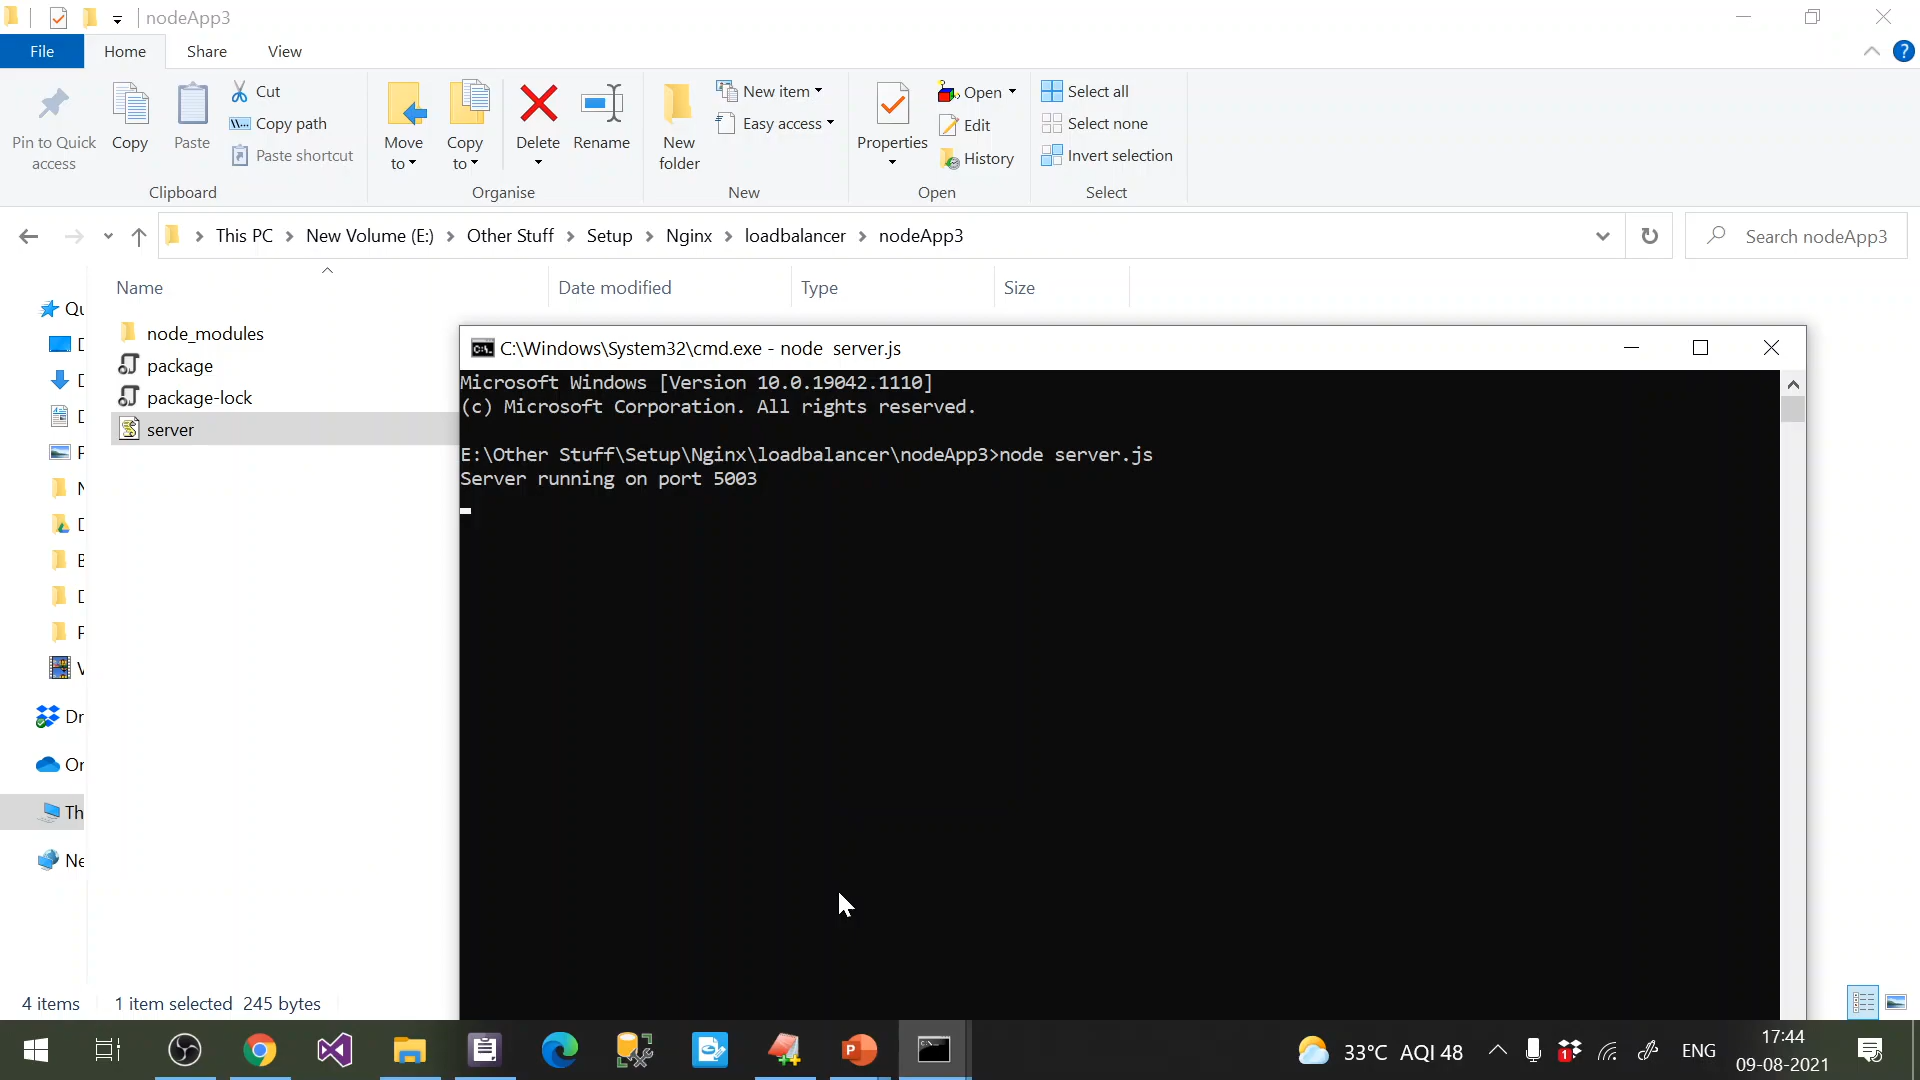 nodeApp3
File Home Share View
Pin to Quick access
Copy
Paste
Cut
Copy path
Paste shortcut
Clipboard
Move to
Copy to
Delete
Rename
Organise
New folder
New item
Easy access
New
Properties
Open
Edit
History
Open
Select all
Select none
Invert selection
Select
This PC New Volume (E:) Other Stuff Setup Nginx loadbalancer nodeApp3
Search nodeApp3
Name Date modified Type Size
node_modules
package
package-lock
server
Dr
Or
Th
Ne
C:\Windows\System32\cmd.exe - node  server.js
Microsoft Windows [Version 10.0.19042.1110]
(c) Microsoft Corporation. All rights reserved.
E:\Other Stuff\Setup\Nginx\loadbalancer\nodeApp3>node server.js
Server running on port 5003
4 items 1 item selected 245 bytes
33°C AQI 48
ENG
17:44
09-08-2021